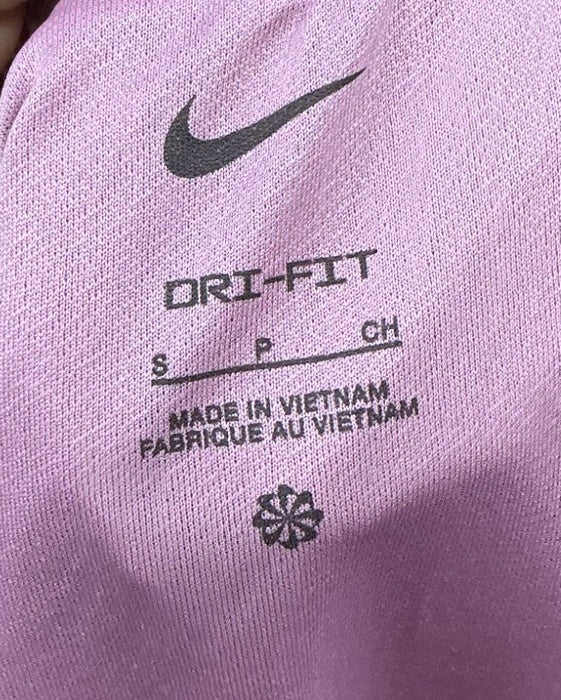 DRI-FIT
S P CH
MADE IN VIETNAM
FABRIQUE AU VIETNAM